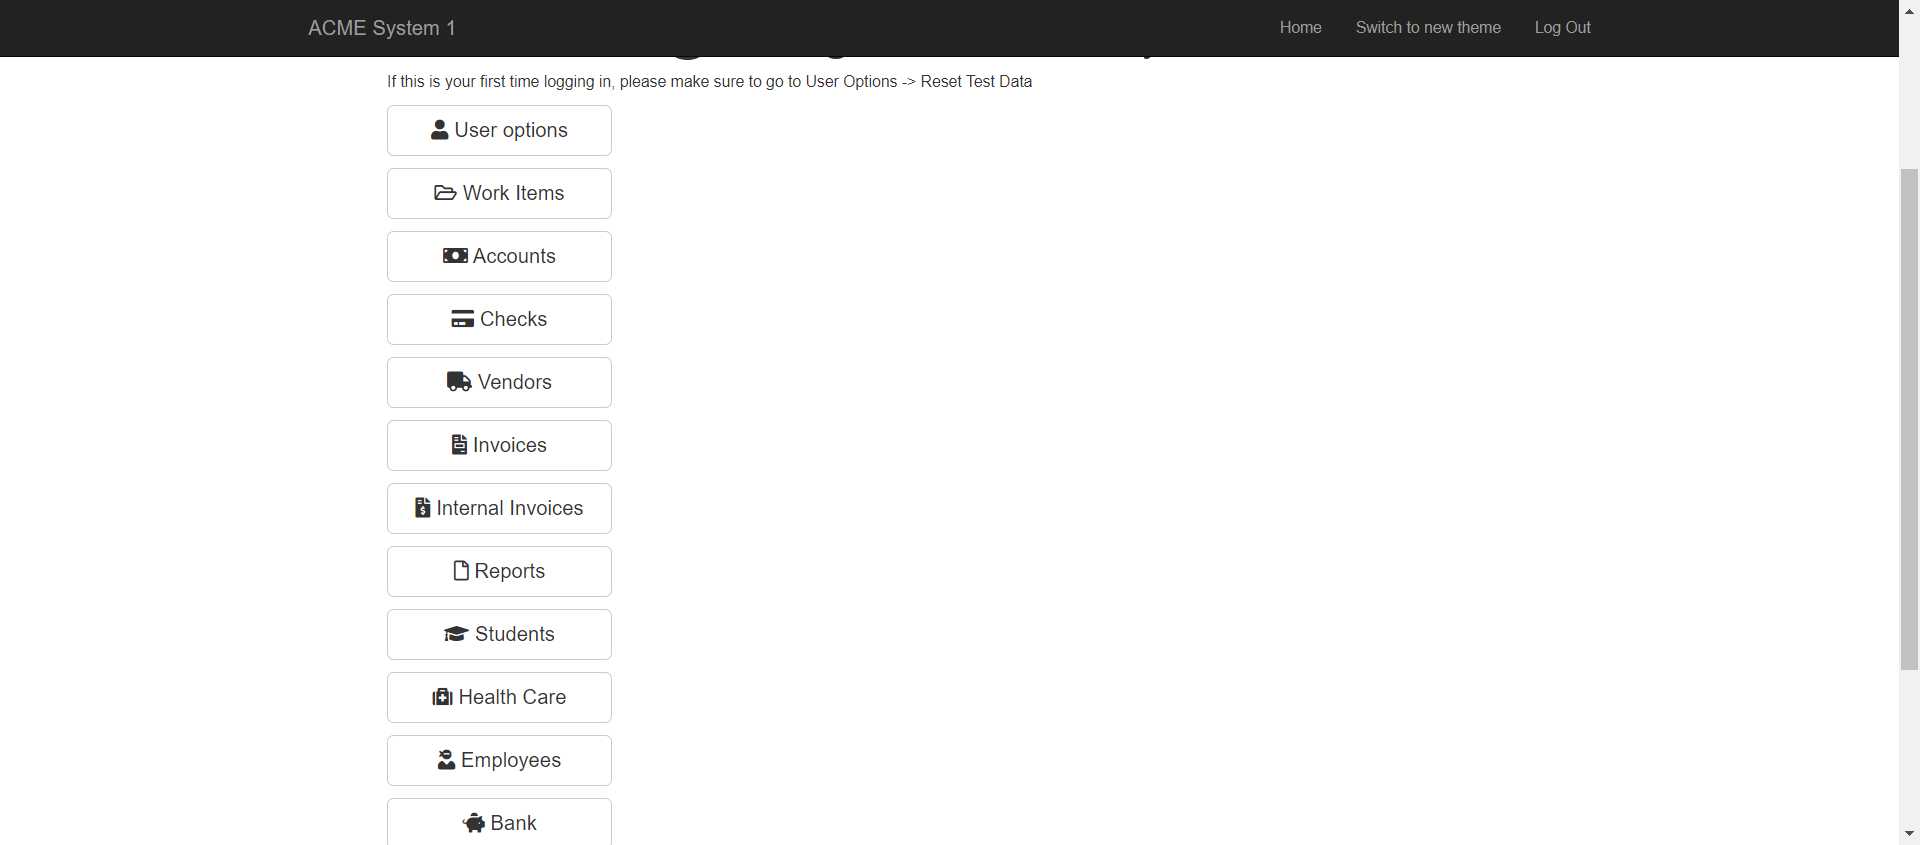 ACME System 1
Home
Switch to new theme
Log Out
If this is your first time logging in, please make sure to go to User Options -> Reset Test Data
User options
Work Items
Accounts
Checks
Vendors
Invoices
Internal Invoices
Reports
Students
Health Care
Employees
Bank